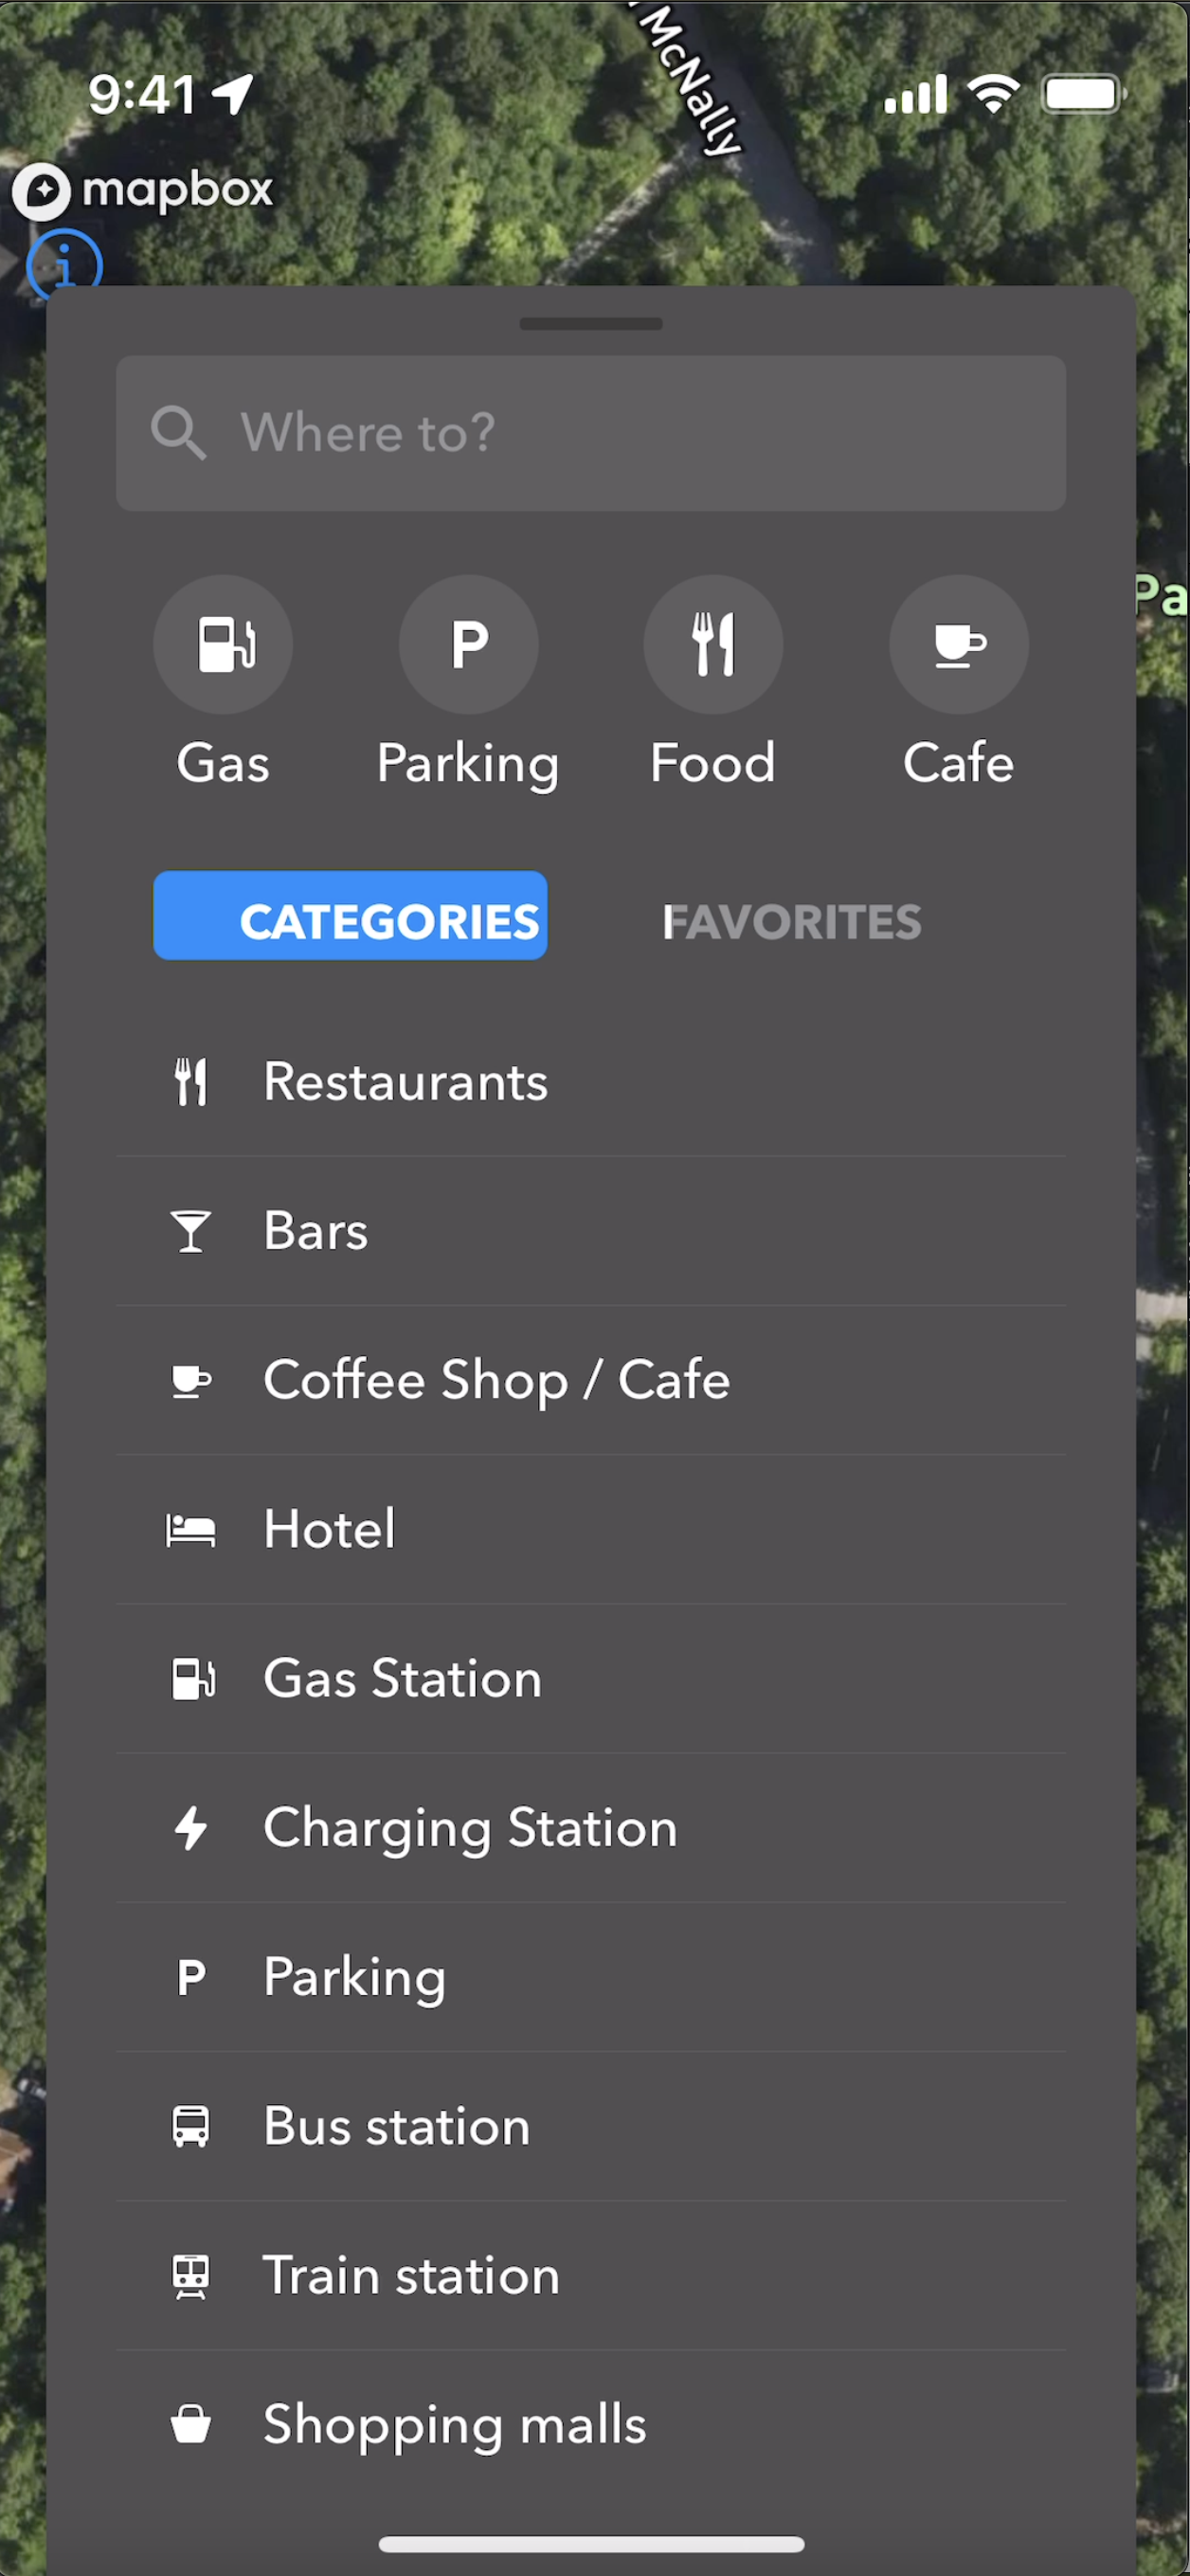 McNally
9:41
mapbox
Where to?
P
Pa
Gas
Parking
Food
Cafe
CATEGORIES
FAVORITES
Restaurants
Bars
Coffee Shop / Cafe
Hotel
Gas Station
Charging Station
P Parking
Bus station
Train station
Shopping malls